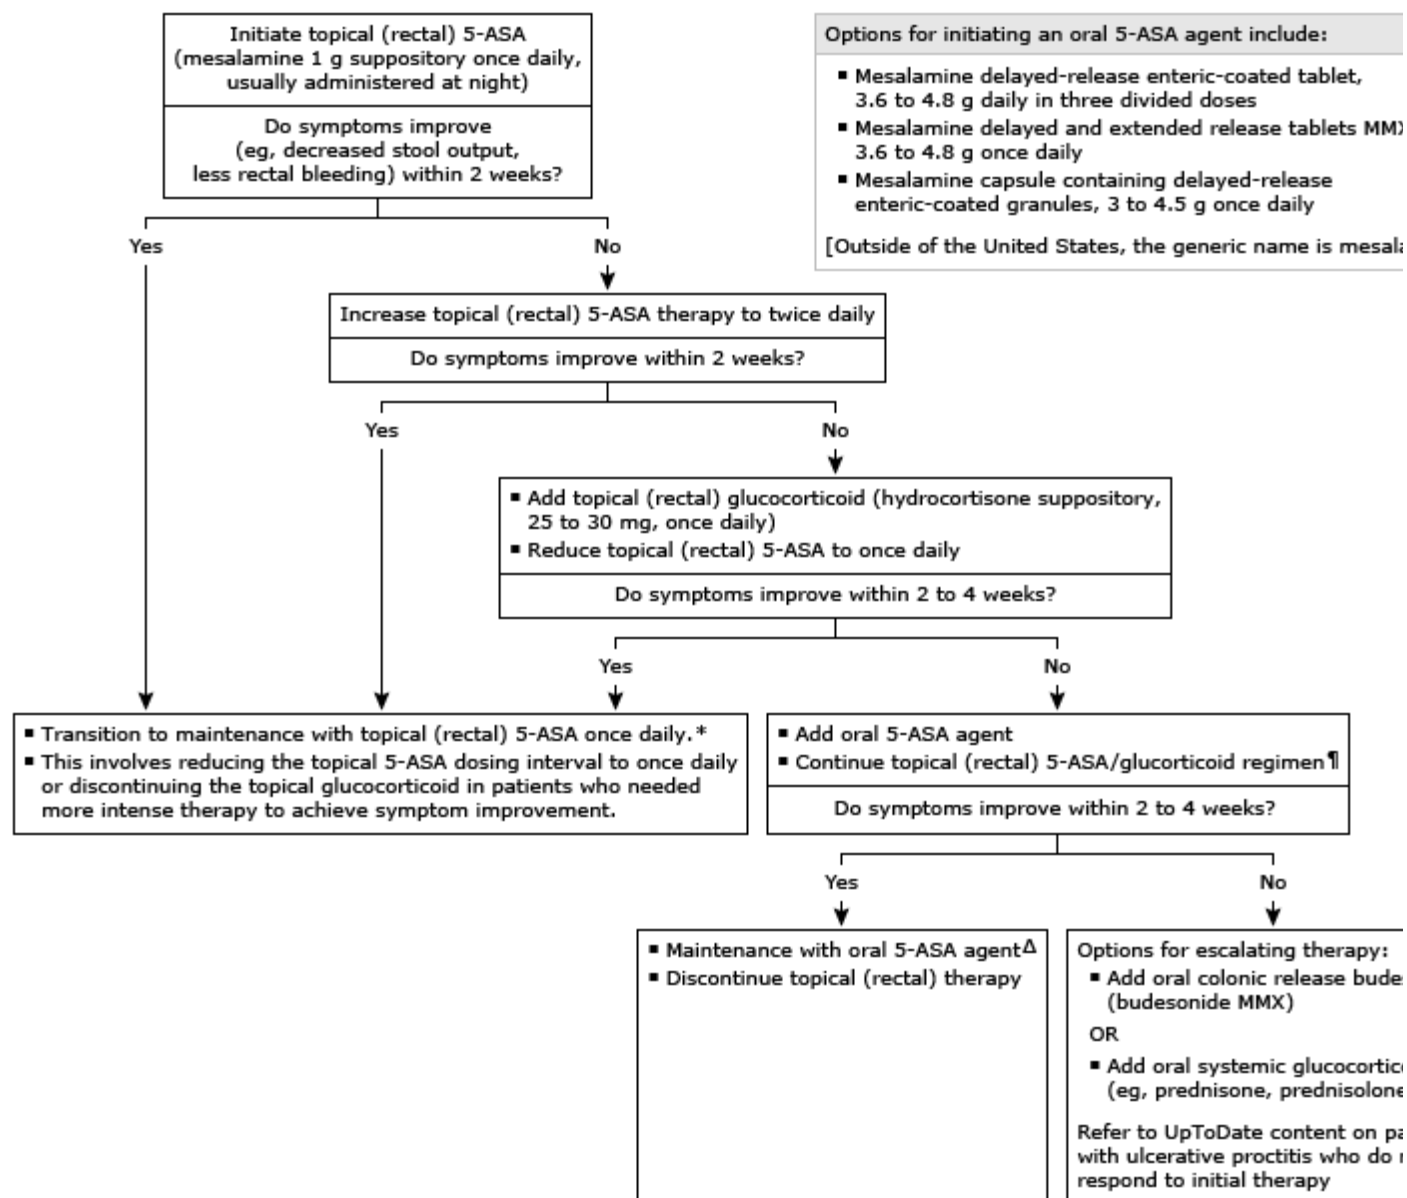 Initiate topical (rectal) 5-ASA
(mesalamine 1 g suppository once daily,
usually administered at night)
Do symptoms improve
(eg, decreased stool output,
less rectal bleeding) within 2 weeks?
Options for initiating an oral 5-ASA agent include:
▪ Mesalamine delayed-release enteric-coated tablet,
3.6 to 4.8 g daily in three divided doses
▪ Mesalamine delayed and extended release tablets MMX
3.6 to 4.8 g once daily
▪ Mesalamine capsule containing delayed-release
enteric-coated granules, 3 to 4.5 g once daily
[Outside of the United States, the generic name is
Yes
No
Increase topical (rectal) 5-ASA therapy to twice daily
Do symptoms improve within 2 weeks?
Yes
No
▪ Add topical (rectal) glucocorticoid (hydrocortisone suppository,
25 to 30 mg, once daily)
▪ Reduce topical (rectal) 5-ASA to once daily
Do symptoms improve within 2 to 4 weeks?
Yes
No
▪ Transition to maintenance with topical (rectal) 5-ASA once daily.*
▪ This involves reducing the topical 5-ASA dosing interval to once daily
or discontinuing the topical glucocorticoid in patients who needed
more intense therapy to achieve symptom improvement.
▪ Add oral 5-ASA agent
▪ Continue topical (rectal) 5-ASA/glucorticoid regimen¶
Do symptoms improve within 2 to 4 weeks?
Yes
No
▪ Maintenance with oral 5-ASA agentΔ
▪ Discontinue topical (rectal) therapy
Options for escalating therapy:
▪ Add oral colonic release
(budesonide MMX)
OR
▪ Add oral systemic
(eg, prednisone, prednisolone
Refer to UpToDate content on
with ulcerative proctitis who do
respond to initial therapy